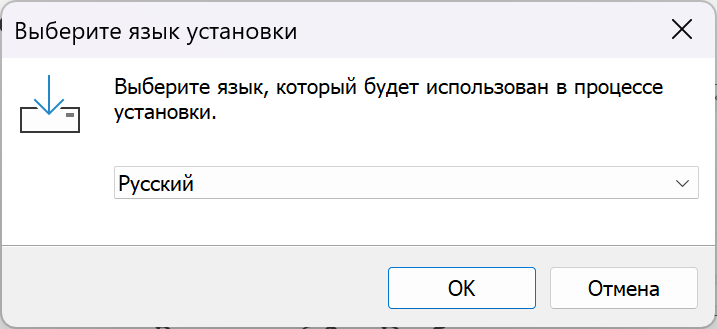 Выберите язык установки
Выберите язык, который будет использован в процессе
установки.
Русский
OK
Отмена